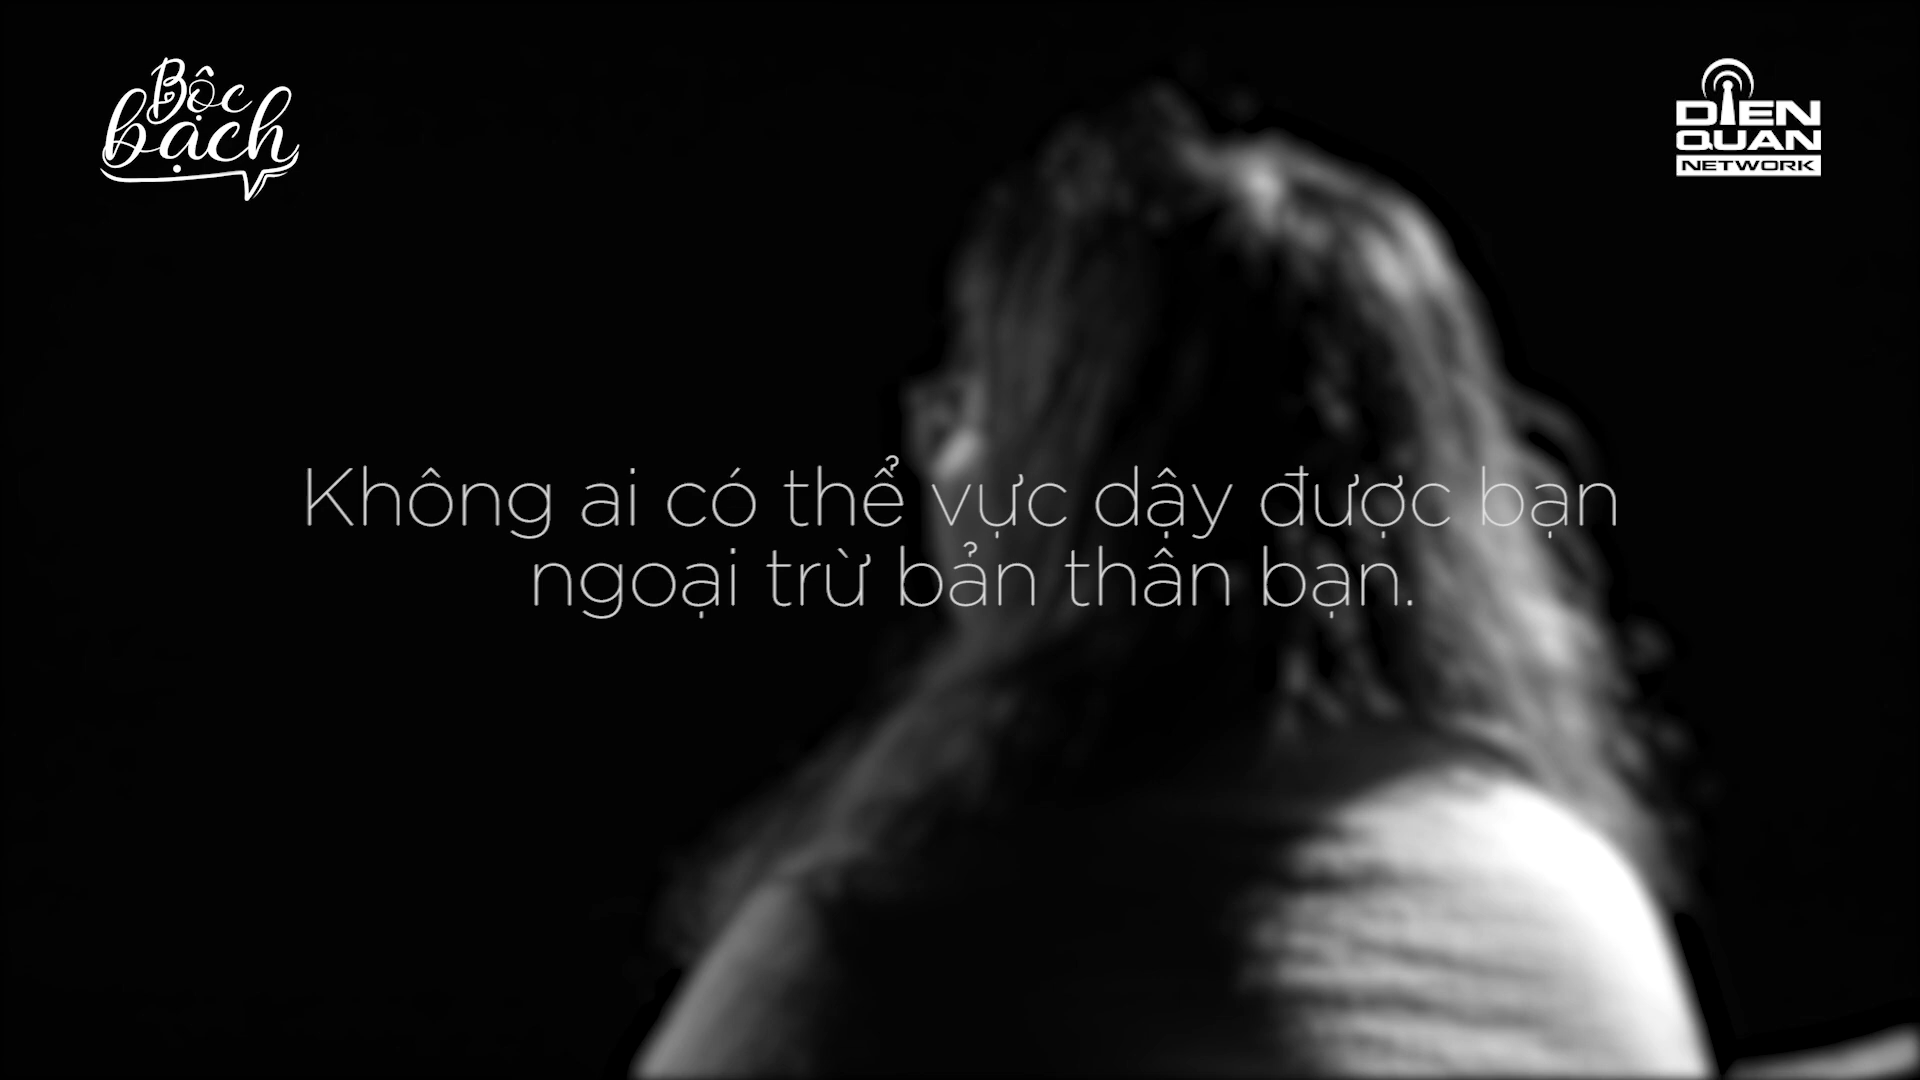 Bộc
bạch
DIEN
QUAN
NETWORK
Không ai có thể vực dậy được bạn
ngoại trừ bản thân bạn.